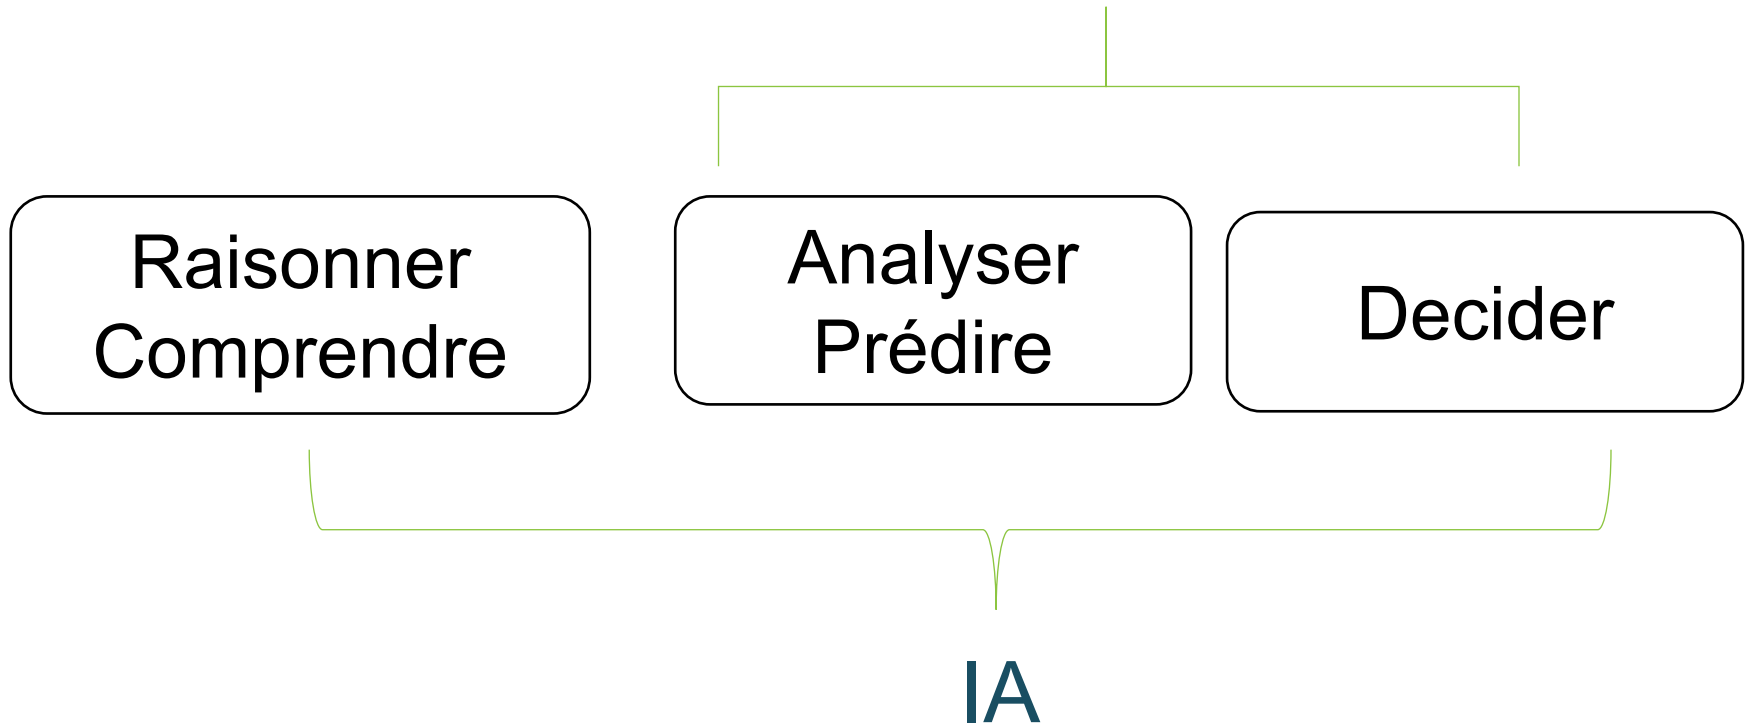 Raisonner
Comprendre
Analyser
Prédire
Decider
IA